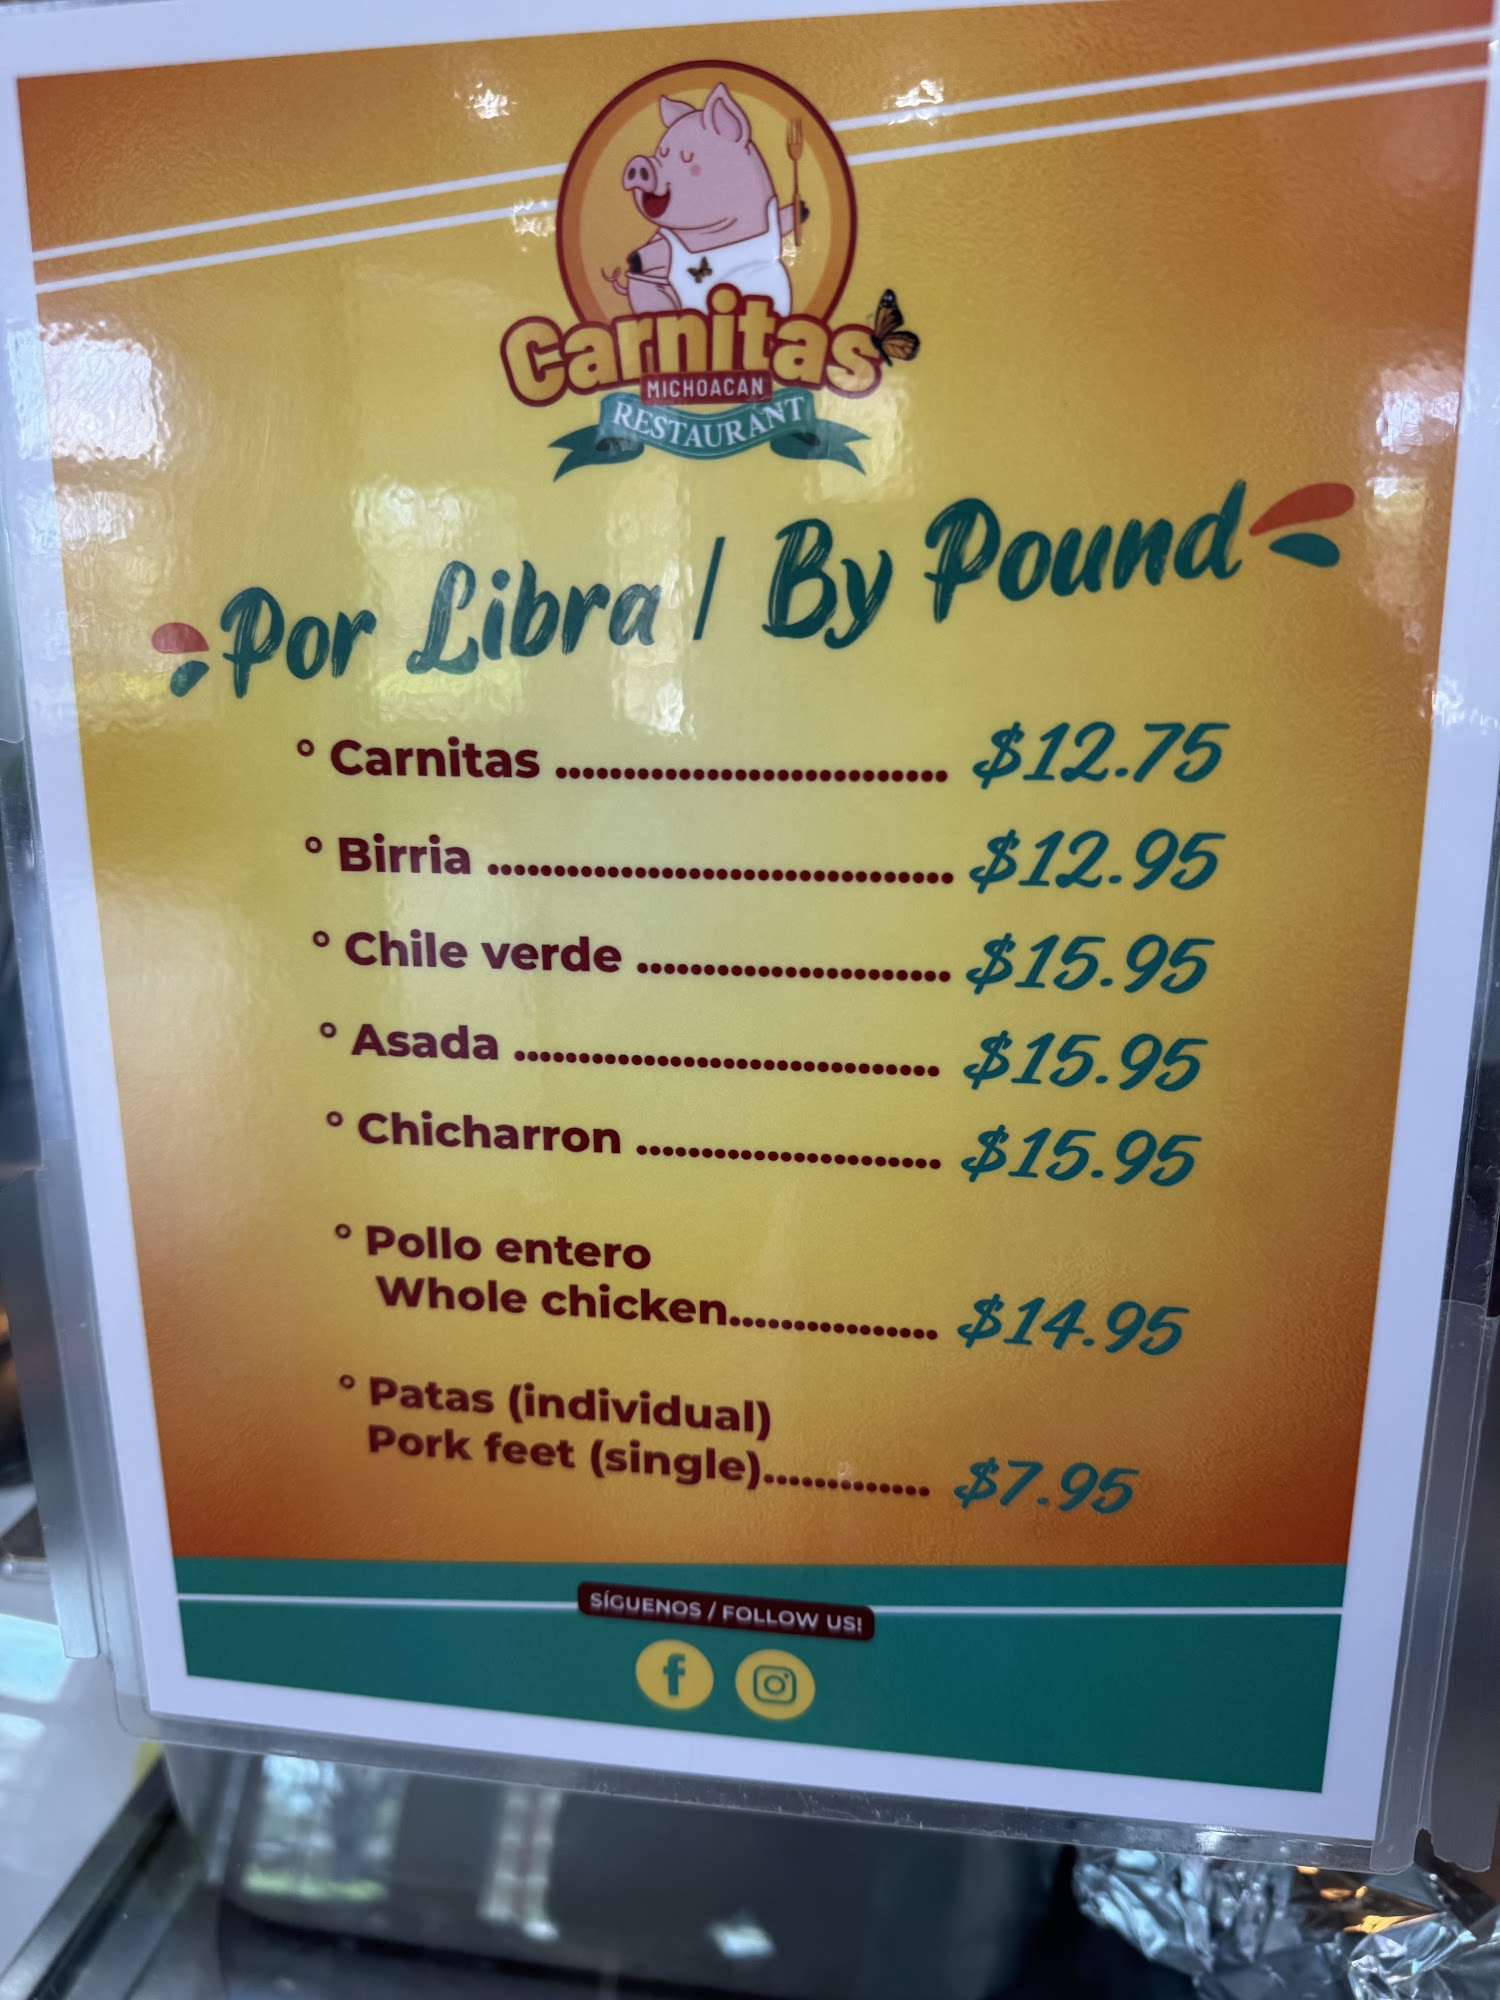 Carnitas
MICHOACAN
RESTAURANT
Por Libra / By Pound
° Carnitas ............................. $12.75
° Birria ................................... $12.95
° Chile verde ........................ $15.95
° Asada ................................ $15.95
° Chicharron ....................... $15.95
° Pollo entero
Whole chicken................ $14.95
° Patas (individual)
Pork feet (single)............. $7.95
SÍGUENOS / FOLLOW US!